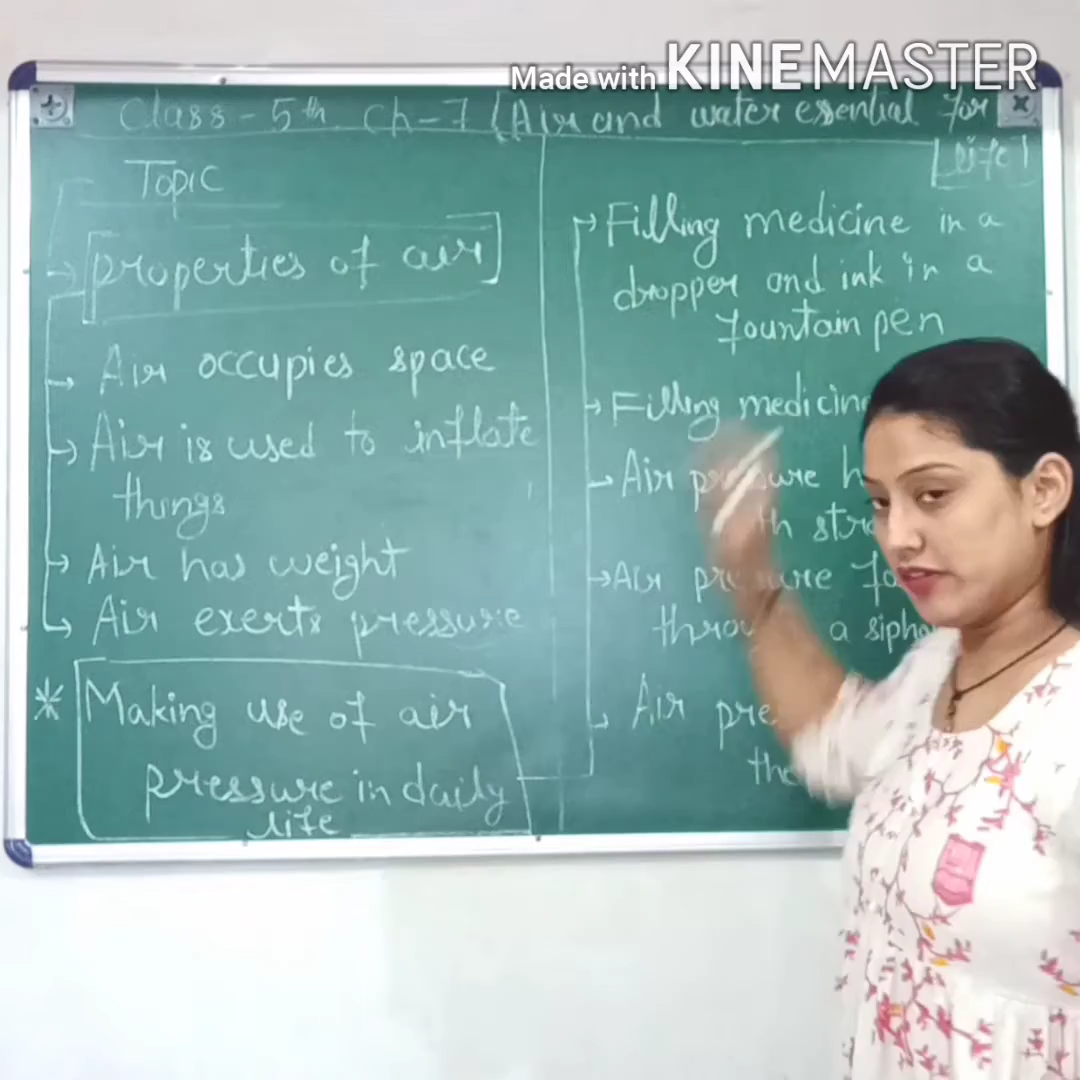 Made with KINEMASTER
Class - 5th Ch-7 (Air and water essential for
life)
Topic
properties of air
Air occupies space
Air is used to inflate
things
Air has weight
Air exerts pressure
Making use of air
pressure in daily
life
Filling medicine in a
dropper and ink in a
fountain pen
Filling
Air
Air
a
Air